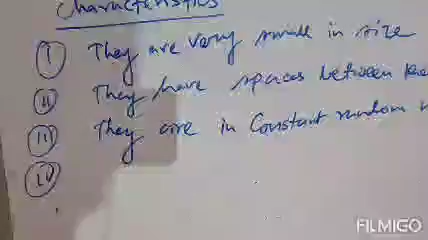 Characteristics
(i) They are very small in size
(ii) They have spaces between
(iii) They are in Constant random
(iv)
FILMIGO